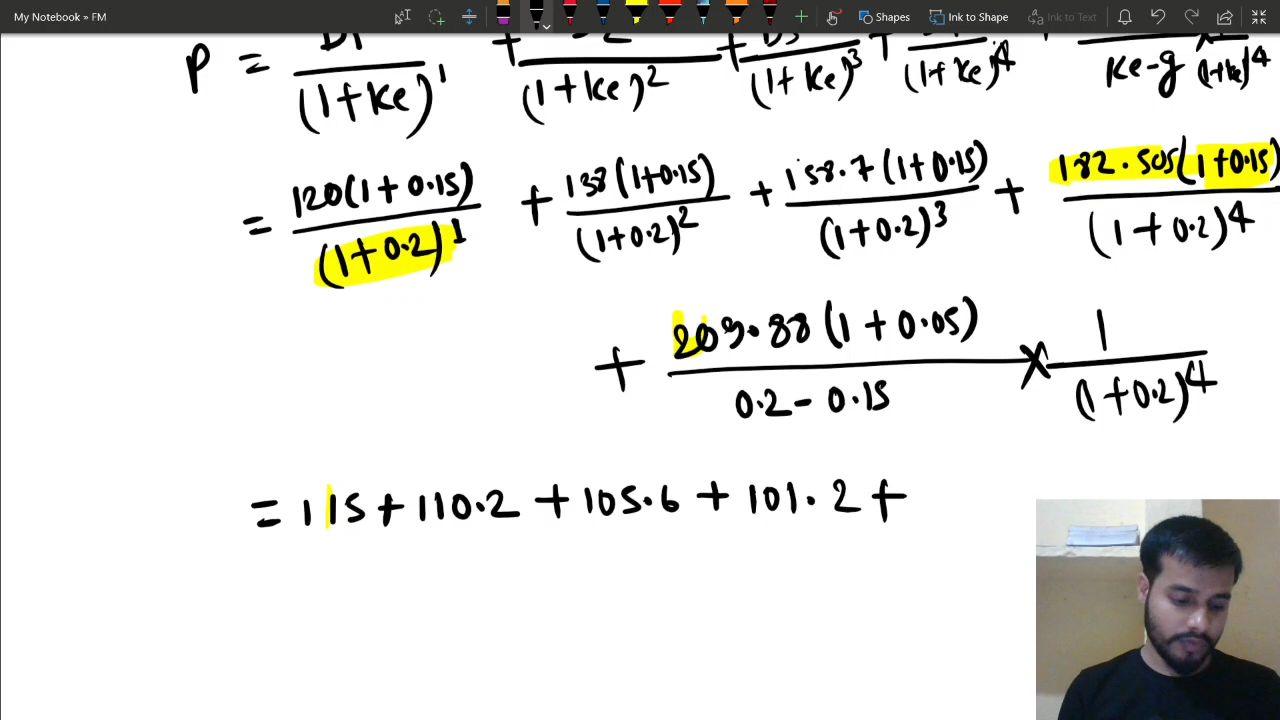 My Notebook » FM
Shapes Ink to Shape Ink to Text
P = (1+Ke)^1 + (1+Ke)^2 + (1+Ke)^3 + (1+Ke)^4 Ke-g (1+Ke)^4
= 120(1+0.15) / (1+0.2)^1 + 138(1+0.15) / (1+0.2)^2 + 158.7(1+0.15) / (1+0.2)^3 + 182.505(1+0.15) / (1+0.2)^4
+ 209.88(1+0.05) / 0.2-0.15 × 1 / (1+0.2)^4
= 115 + 110.2 + 105.6 + 101.2 +